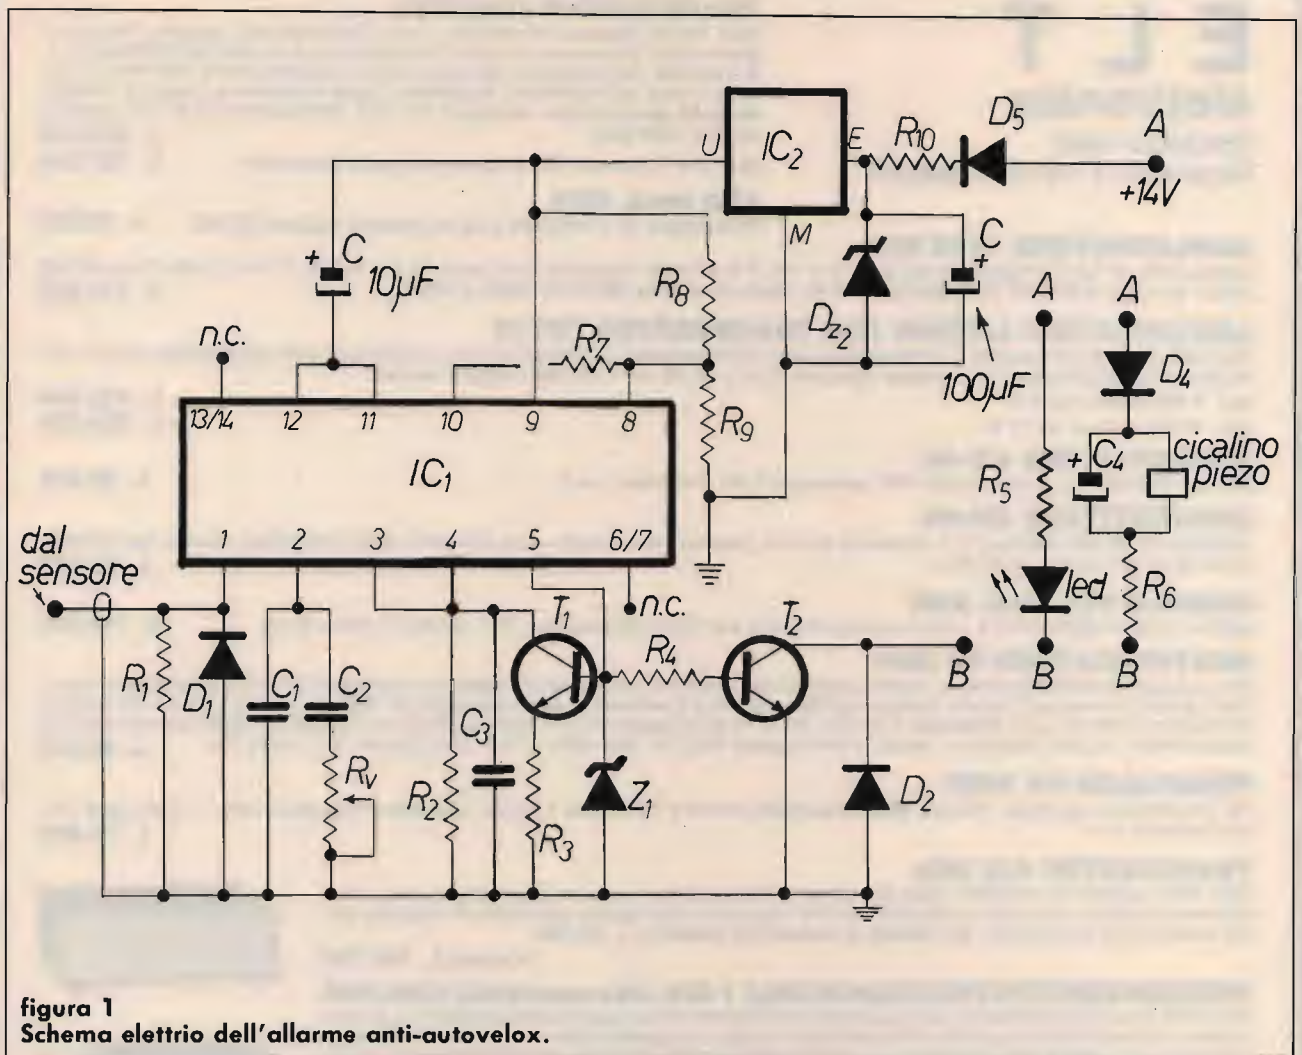 D5
A
U
IC2
E
R10
+14V
M
+ C
10µF
R8
DZ2
C
+
100µF
A
A
n.c.
R7
D4
13/14 12 11 10 9 8
R9
IC1
+ C4
cicalino
piezo
R5
dal
sensore
1 2 3 4 5 6/7
n.c.
led
R6
T1
R4
T2
B
B
B
R1
D1
C1
C2
C3
Rv
R2
R3
Z1
D2
figura 1
Schema elettrio dell'allarme anti-autovelox.